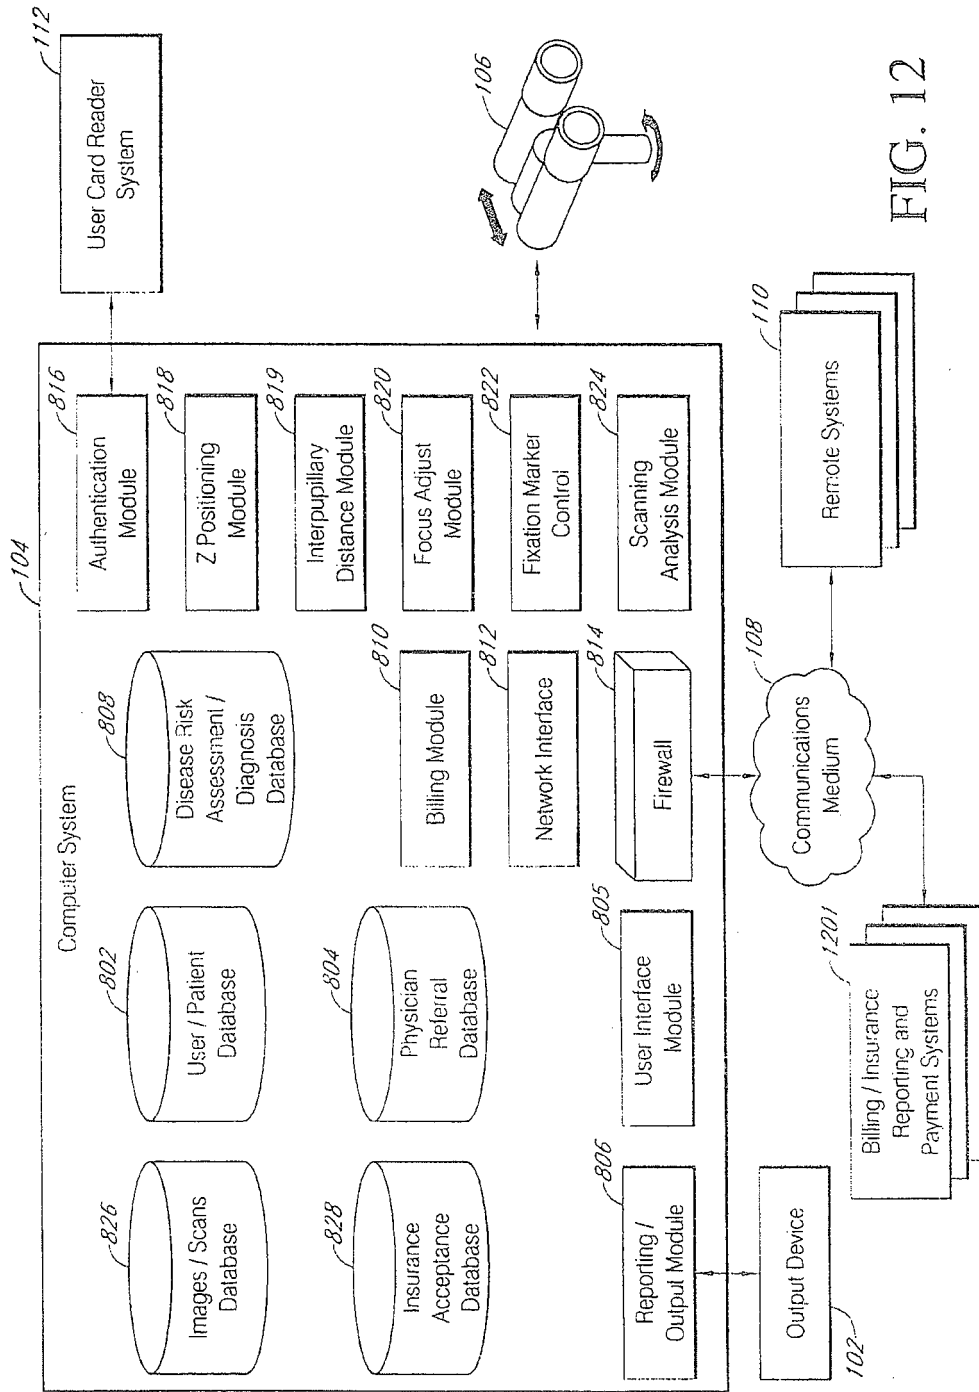 104
Computer System
826
Images / Scans
Database
802
User / Patient
Database
808
Disease Risk
Assessment /
Diagnosis
Database
816
Authentication
Module
112
User Card Reader
System
818
Z Positioning
Module
828
Insurance
Acceptance
Database
804
Physician
Referral
Database
819
Interpupillary
Distance Module
810
Billing Module
820
Focus Adjust
Module
812
Network Interface
822
Fixation Marker
Control
106
806
Reporting /
Output Module
805
User Interface
Module
814
Firewall
824
Scanning
Analysis Module
102
Output Device
1201
Billing / Insurance
Reporting and
Payment Systems
108
Communications
Medium
110
Remote Systems
FIG. 12